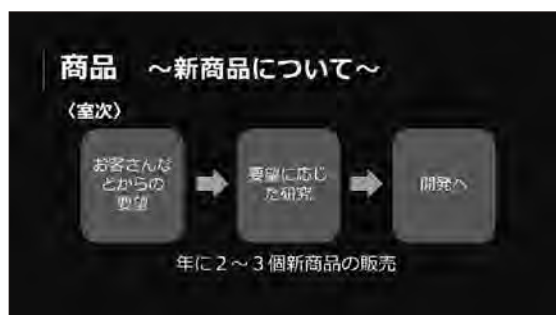 商品 ～新商品について～
〈室次〉
お客さんな
どからの
要望
要望に応じ
た研究
開発へ
年に２～３個新商品の販売